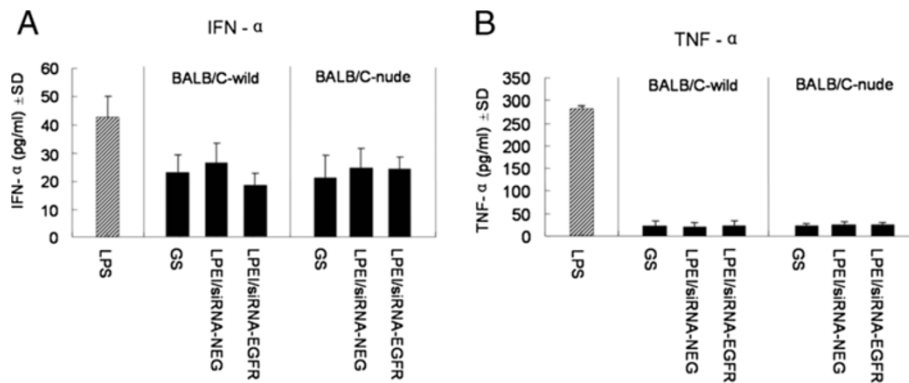 A
IFN - α
IFN- α (pg/ml) ±SD
60
50
40
30
20
10
0
BALB/C-wild
BALB/C-nude
LPS
GS
LPEI/siRNA-NEG
LPEI/siRNA-EGFR
GS
LPEI/siRNA-NEG
LPEI/siRNA-EGFR
B
TNF - α
TNF- α (pg/ml) ±SD
350
300
250
200
150
100
50
0
BALB/C-wild
BALB/C-nude
LPS
GS
LPEI/siRNA-NEG
LPEI/siRNA-EGFR
GS
LPEI/siRNA-NEG
LPEI/siRNA-EGFR